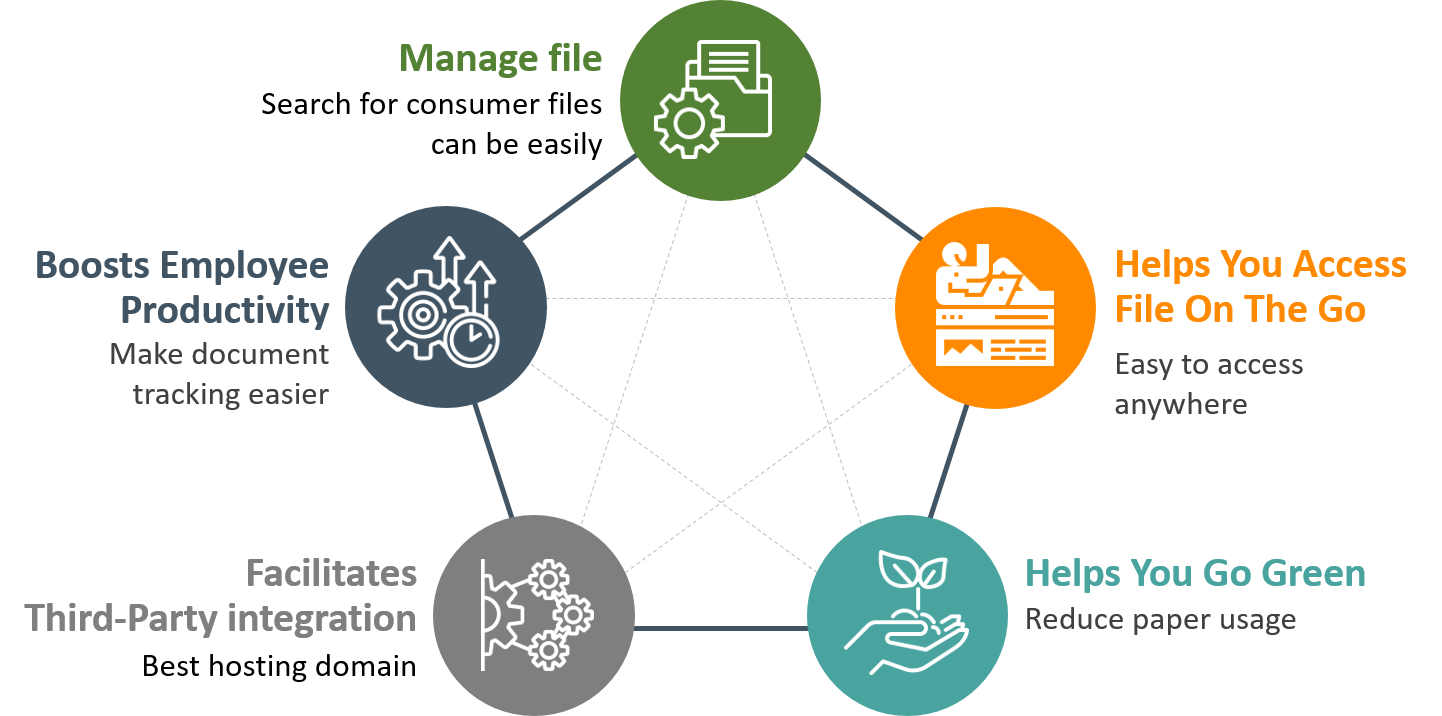 Manage file
Search for consumer files
can be easily
Boosts Employee
Productivity
Make document
tracking easier
Helps You Access
File On The Go
Easy to access
anywhere
Facilitates
Third-Party integration
Best hosting domain
Helps You Go Green
Reduce paper usage